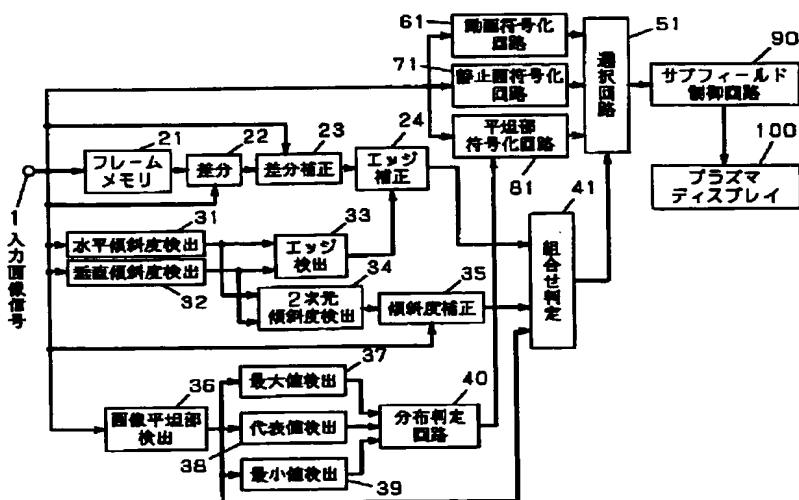 61
動画符号化
回路
71
静止画符号化
回路
平坦部
符号化回路
81
51
選択回路
90
サブフィールド
制御回路
100
プラズマ
ディスプレイ
21
フレーム
メモリ
22
差分
23
差分補正
24
エッジ
補正
1
入力画像信号
31
水平傾斜度検出
垂直傾斜度検出
32
33
エッジ
検出
34
2次元
傾斜度検出
35
傾斜度補正
41
組合せ判定
36
画像平坦部
検出
37
最大値検出
代表値検出
38
最小値検出
39
40
分布判定
回路